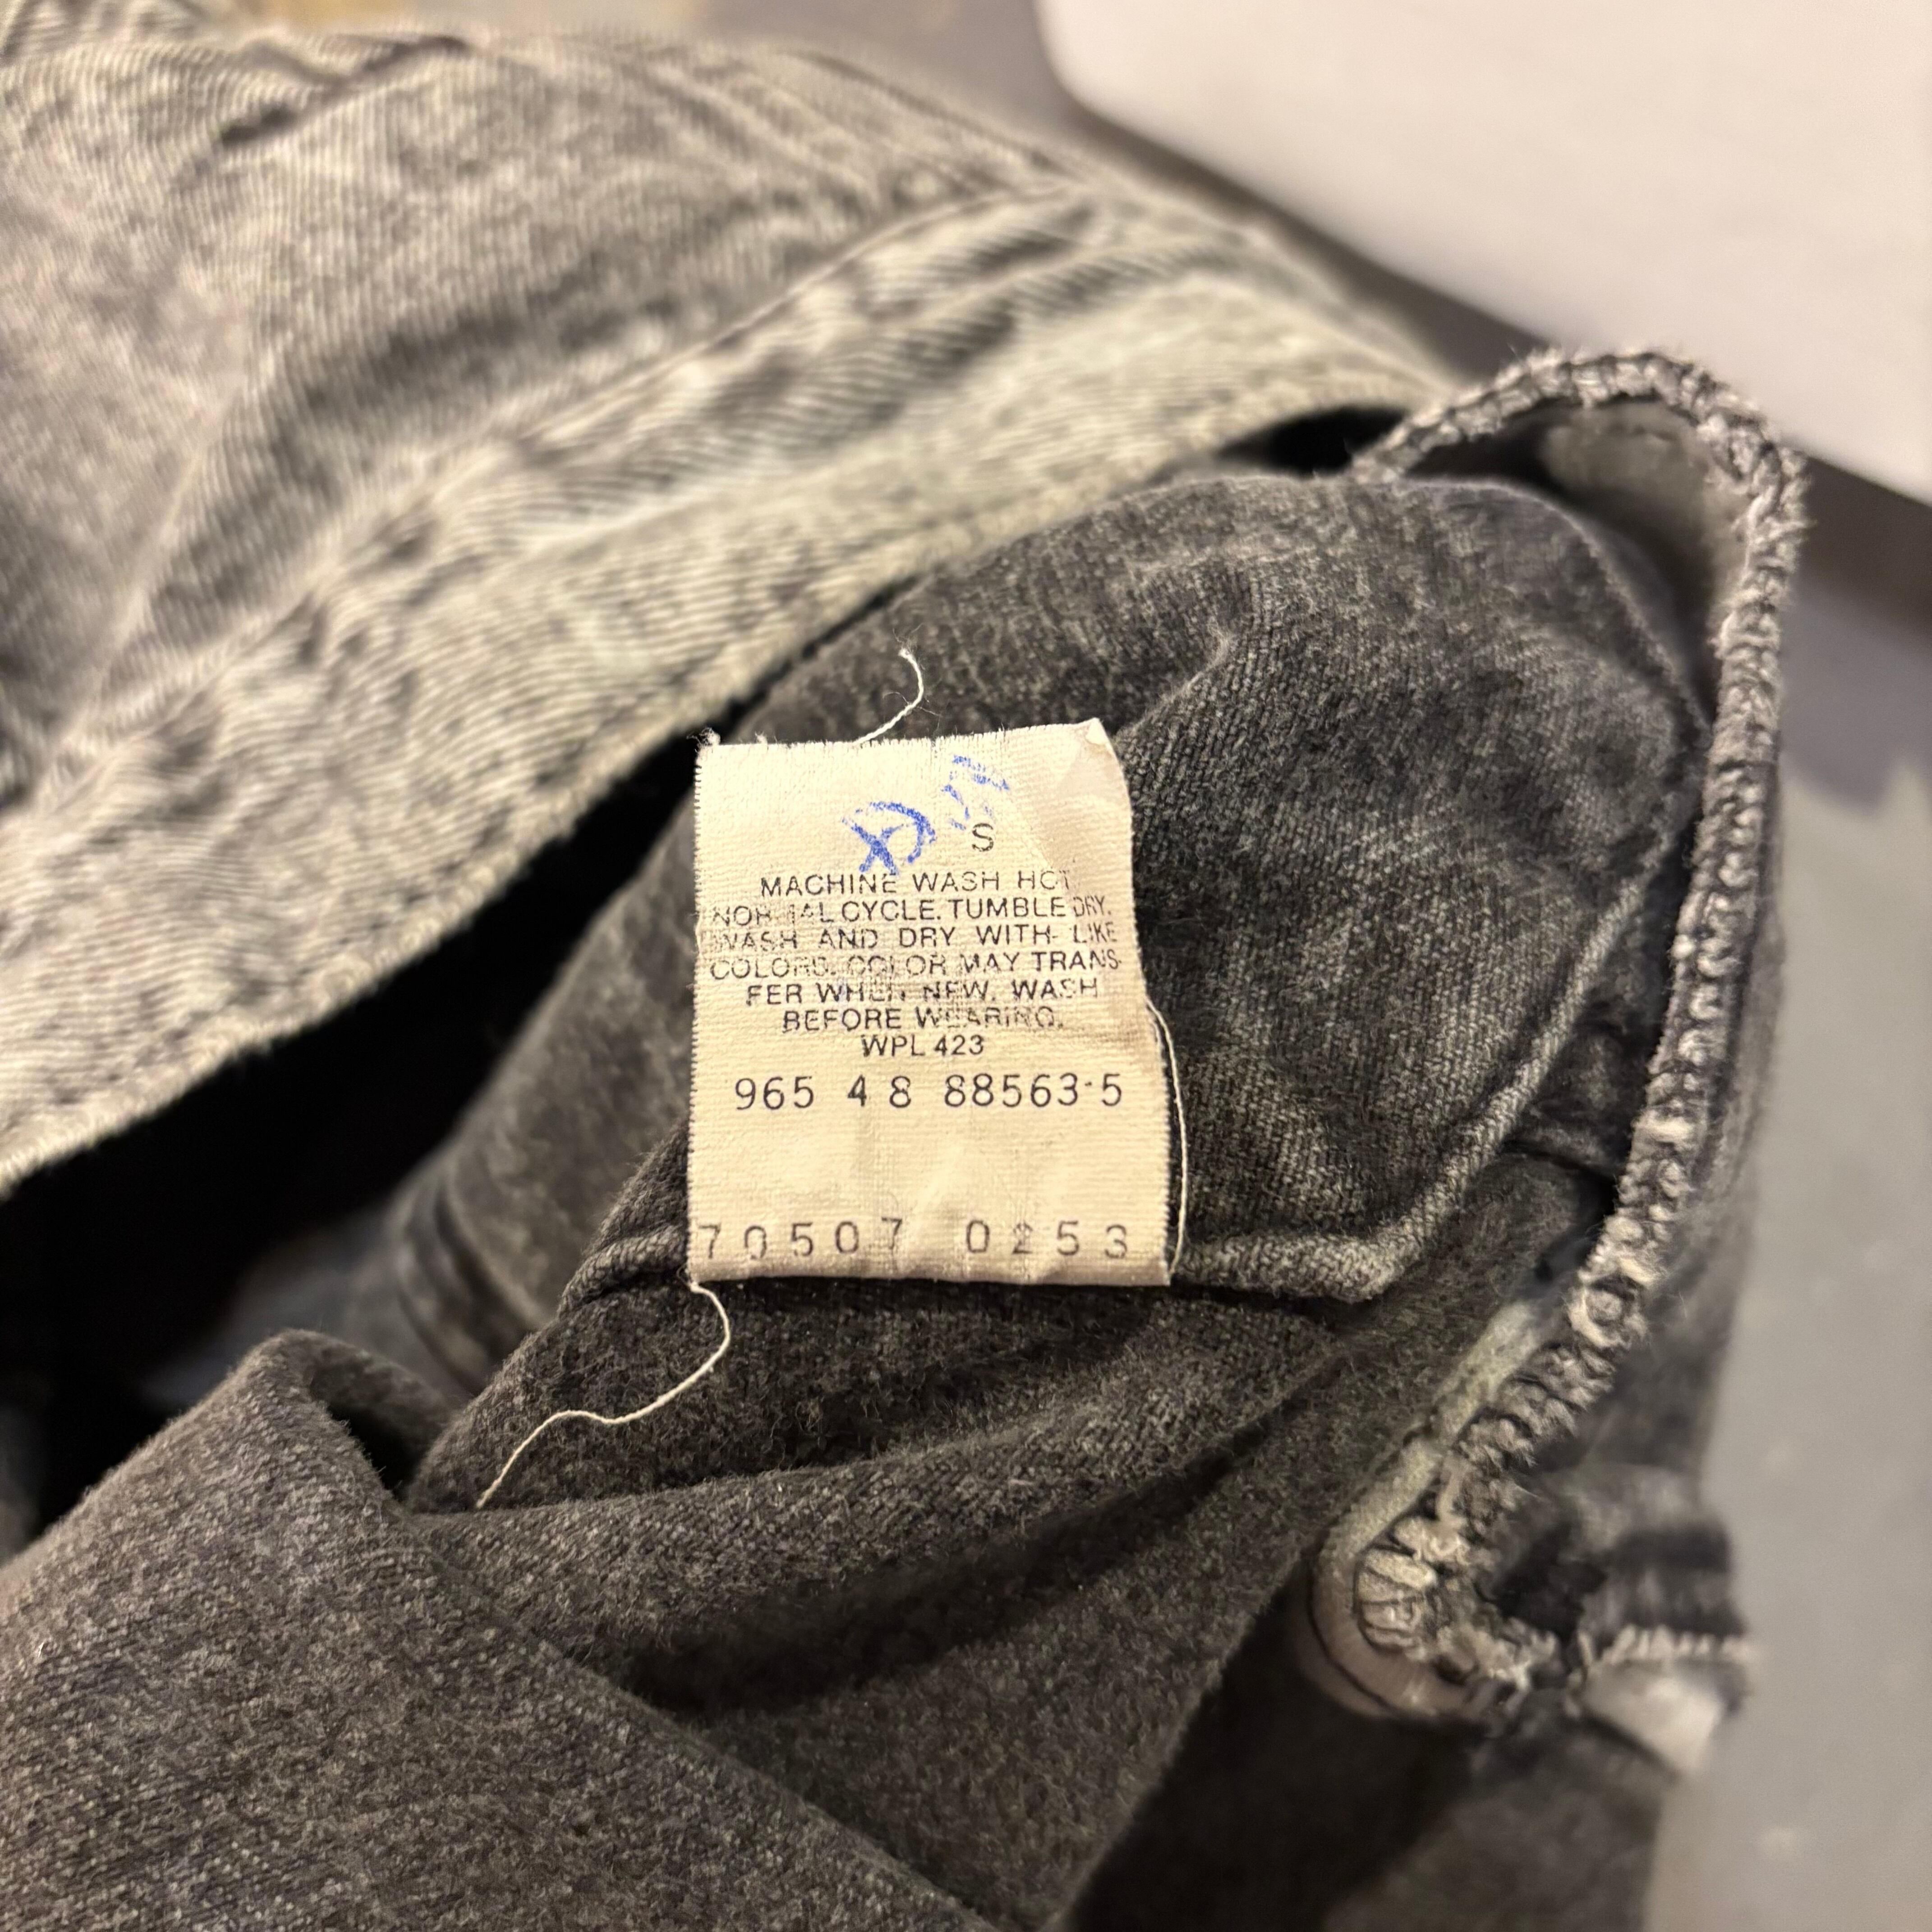 S
MACHINE WASH HOT
NORMAL CYCLE. TUMBLE DRY.
WASH AND DRY WITH LIKE
COLORS. COLOR MAY TRANS-
FER WHEN NEW. WASH
BEFORE WEARING.
WPL 423
965 4 8 88563-5
70507 0253